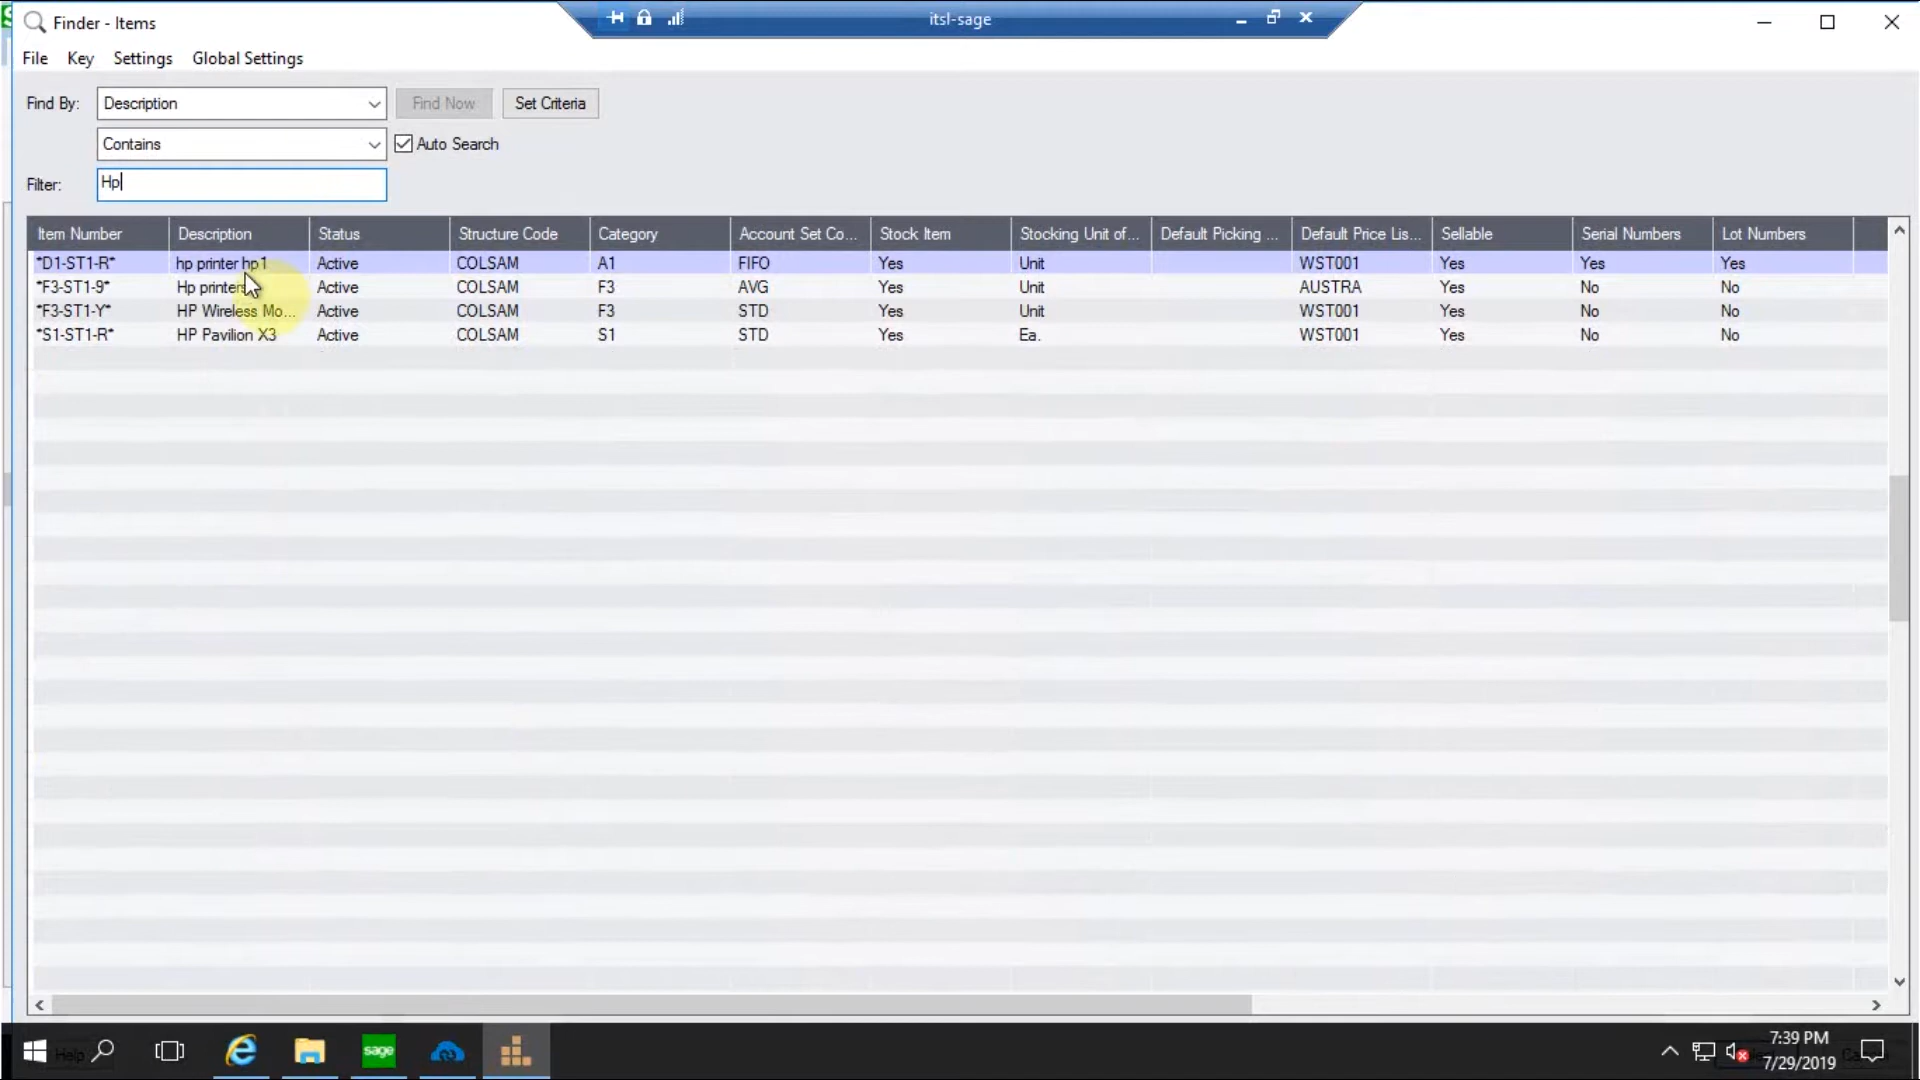 Finder - Items
itsl-sage
File Key Settings Global Settings
Find By: Description Find Now Set Criteria
Contains Auto Search
Filter: Hp
Item Number Description Status Structure Code Category Account Set Co... Stock Item Stocking Unit of... Default Picking ... Default Price Lis... Sellable Serial Numbers Lot Numbers
*D1-ST1-R* hp printer hp1 Active COLSAM A1 FIFO Yes Unit WST001 Yes Yes Yes
*F3-ST1-9* Hp printers Active COLSAM F3 AVG Yes Unit AUSTRA Yes No No
*F3-ST1-Y* HP Wireless Mo... Active COLSAM F3 STD Yes Unit WST001 Yes No No
*S1-ST1-R* HP Pavilion X3 Active COLSAM S1 STD Yes Ea. WST001 Yes No No
Help sage 7:39 PM
7/29/2019